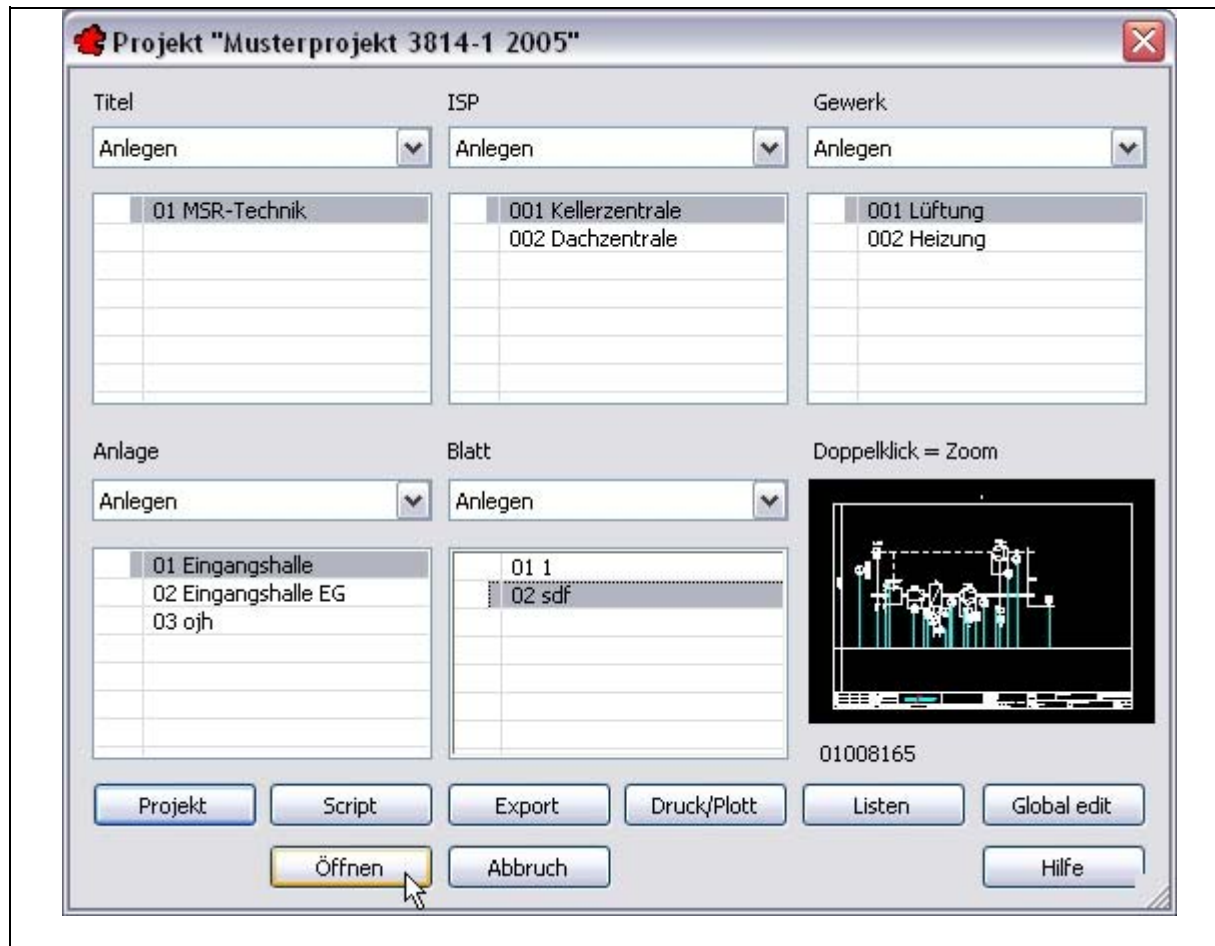 Projekt "Musterprojekt 3814-1 2005"
Titel
ISP
Gewerk
Anlegen
Anlegen
Anlegen
01 MSR-Technik
001 Kellerzentrale
002 Dachzentrale
001 Lüftung
002 Heizung
Anlage
Blatt
Doppelklick = Zoom
Anlegen
Anlegen
01 Eingangshalle
02 Eingangshalle EG
03 ojh
01 1
02 sdf
01008165
Projekt
Script
Export
Druck/Plott
Listen
Global edit
Öffnen
Abbruch
Hilfe